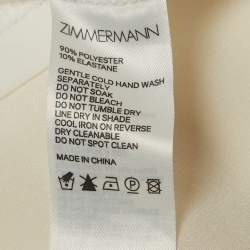 ZIMMERMANN
90% POLYESTER
10% ELASTANE
GENTLE COLD HAND WASH
SEPARATELY
DO NOT SOAK
DO NOT BLEACH
DO NOT TUMBLE DRY
LINE DRY IN SHADE
COOL IRON ON REVERSE
DRY CLEANABLE
DO NOT SPOT CLEAN
MADE IN CHINA